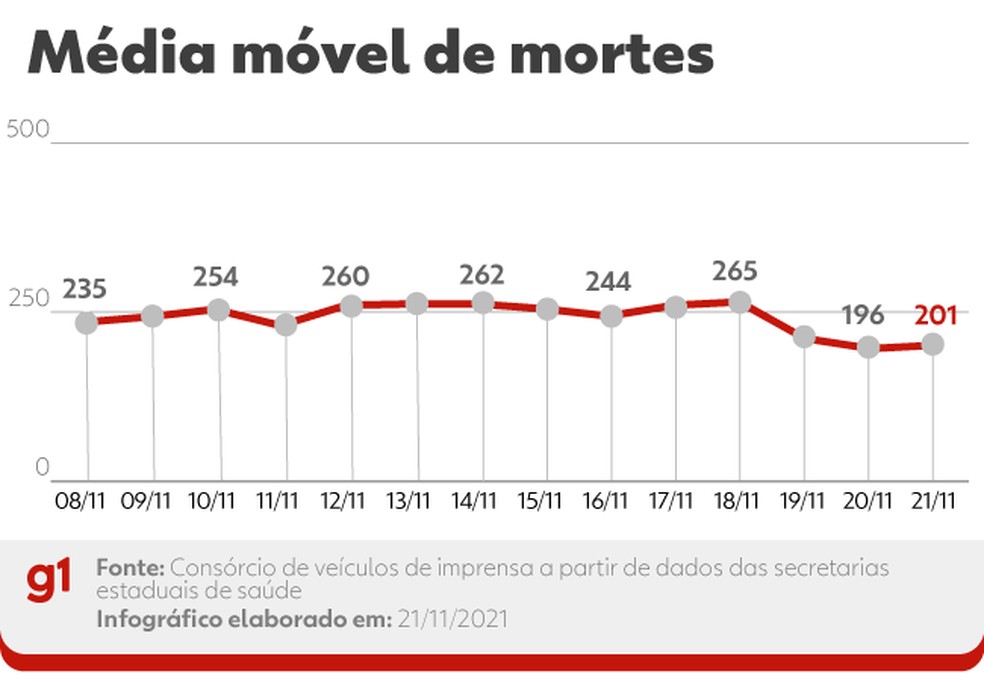 Média móvel de mortes
500
235 254 260 262 244 265 196 201
250
0
08/11 09/11 10/11 11/11 12/11 13/11 14/11 15/11 16/11 17/11 18/11 19/11 20/11 21/11
g1
Fonte: Consórcio de veículos de imprensa a partir de dados das secretarias
estaduais de saúde
Infográfico elaborado em: 21/11/2021